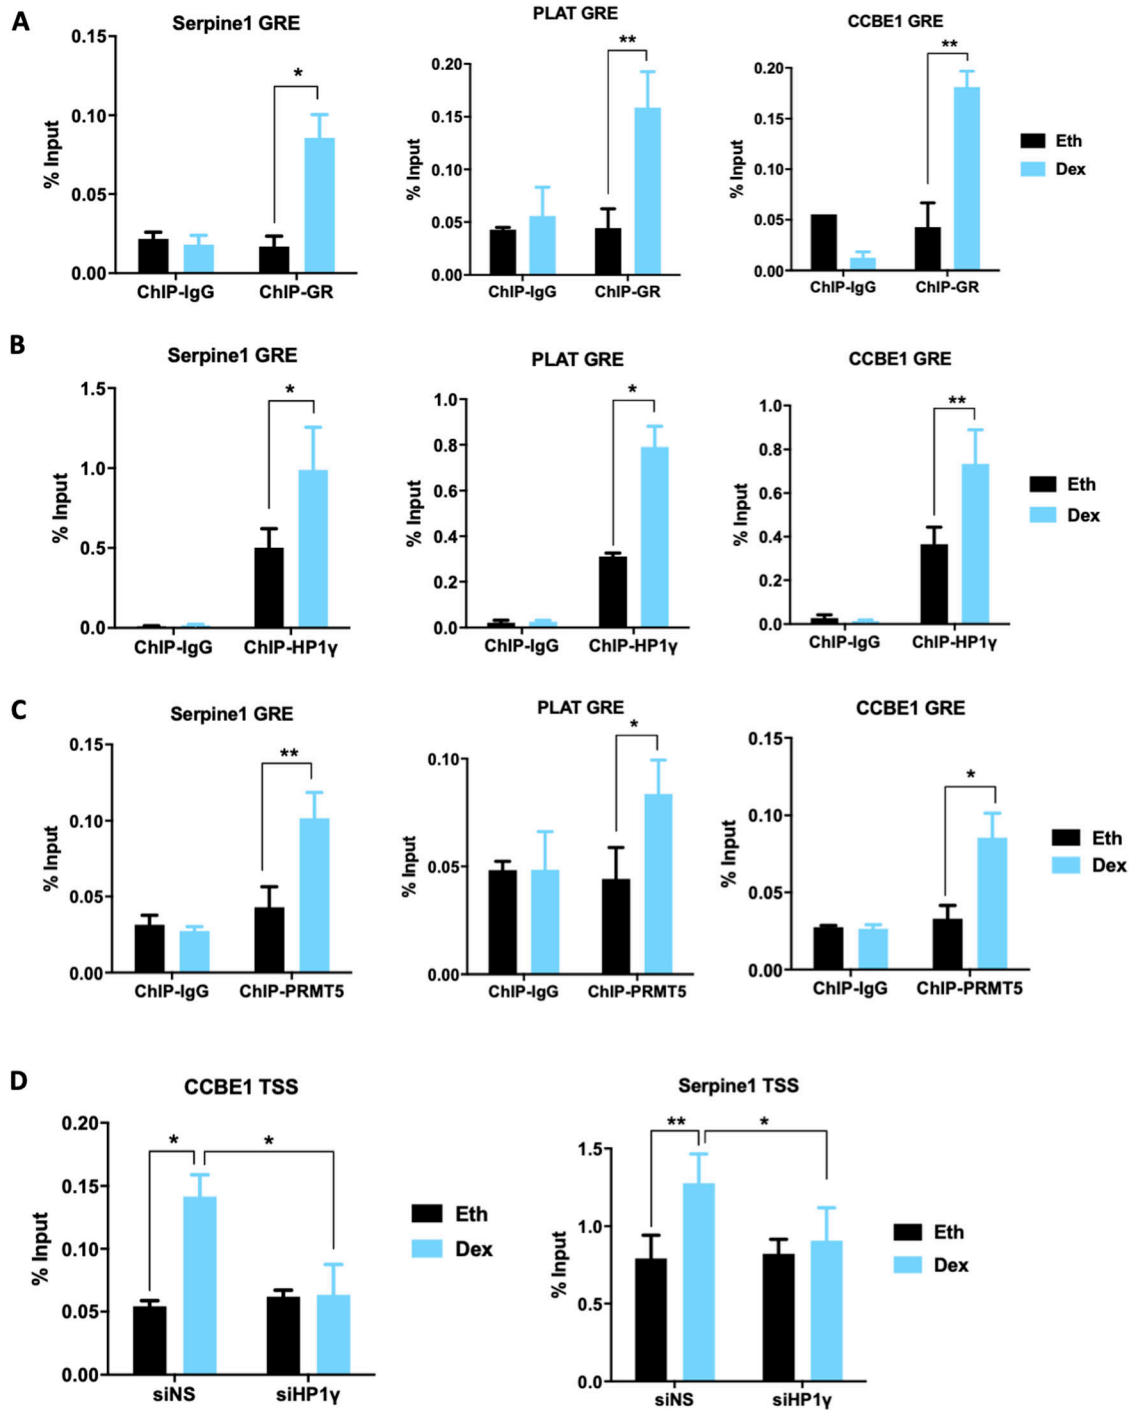 A
Serpine1 GRE
PLAT GRE
CCBE1 GRE
% Input
0.15
0.10
0.05
0.00
*
ChIP-IgG ChIP-GR
% Input
0.20
0.15
0.10
0.05
0.00
**
ChIP-IgG ChIP-GR
% Input
0.20
0.15
0.10
0.05
0.00
**
ChIP-IgG ChIP-GR
Eth
Dex
B
Serpine1 GRE
PLAT GRE
CCBE1 GRE
% Input
1.5
1.0
0.5
0.0
*
ChIP-IgG ChIP-HP1γ
% Input
1.0
0.8
0.6
0.4
0.2
0.0
*
ChIP-IgG ChIP-HP1γ
% Input
1.0
0.8
0.6
0.4
0.2
0.0
**
ChIP-IgG ChIP-HP1γ
Eth
Dex
C
Serpine1 GRE
PLAT GRE
CCBE1 GRE
% Input
0.15
0.10
0.05
0.00
**
ChIP-IgG ChIP-PRMT5
% Input
0.10
0.05
0.00
*
ChIP-IgG ChIP-PRMT5
% Input
0.15
0.10
0.05
0.00
*
ChIP-IgG ChIP-PRMT5
Eth
Dex
D
CCBE1 TSS
Serpine1 TSS
% Input
0.20
0.15
0.10
0.05
0.00
* *
siNS siHP1γ
Eth
Dex
% Input
1.5
1.0
0.5
0.0
** *
siNS siHP1γ
Eth
Dex